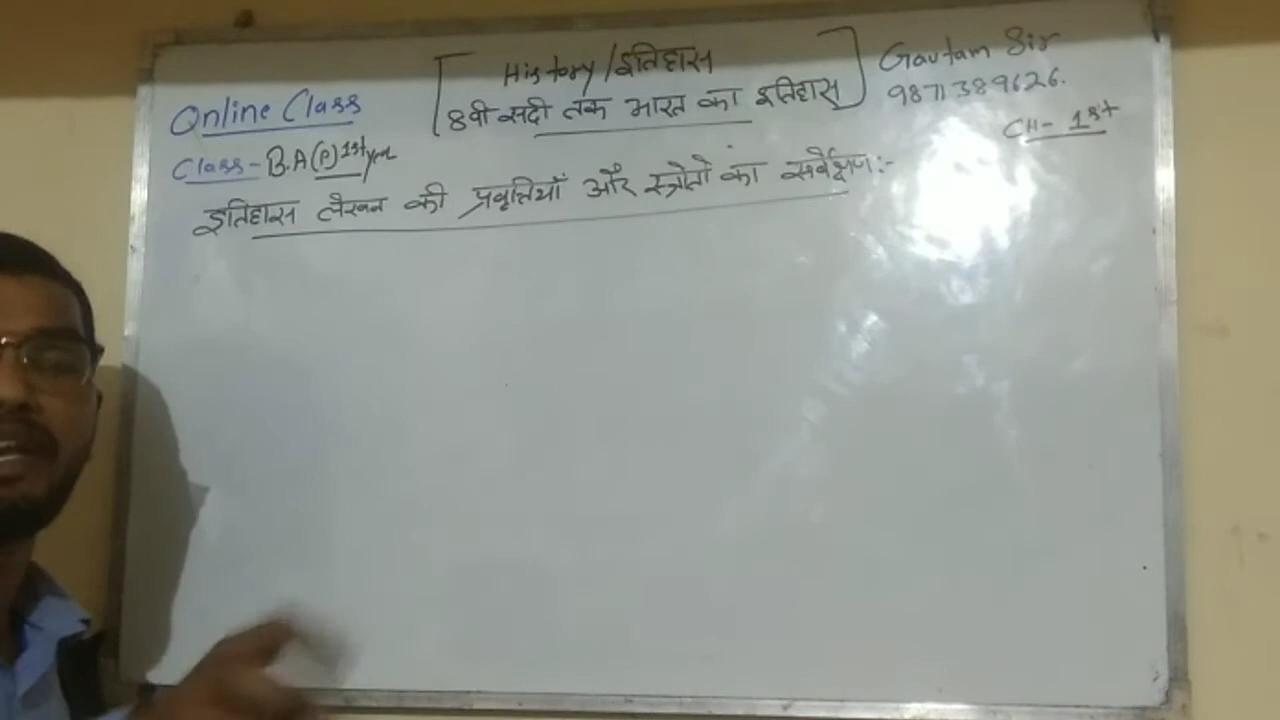 History/इतिहास
8वी सदी तक भारत का इतिहास
Gautam Sir
9871389626.
CH- 1st
Online Class
Class- B.A(P) 1st year
इतिहास लेखन की प्रवृत्तियाँ और स्त्रोतों का सर्वेक्षण:-